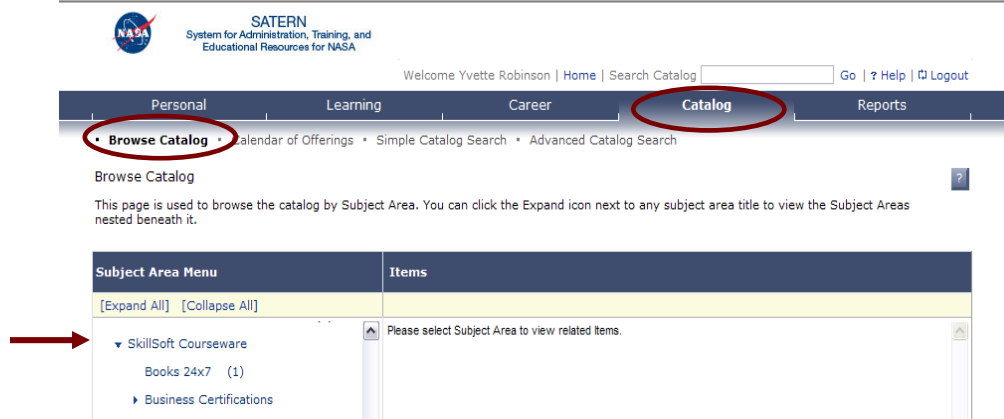 NASA
SATERN
System for Administration, Training, and
Educational Resources for NASA
Welcome Yvette Robinson | Home | Search Catalog Go | ? Help | Logout
Personal Learning Career Catalog Reports
▪ Browse Catalog ▪ Calendar of Offerings ▪ Simple Catalog Search ▪ Advanced Catalog Search
Browse Catalog ?
This page is used to browse the catalog by Subject Area. You can click the Expand icon next to any subject area title to view the Subject Areas
nested beneath it.
Subject Area Menu Items
[Expand All] [Collapse All]
Please select Subject Area to view related Items.
SkillSoft Courseware
Books 24x7 (1)
Business Certifications